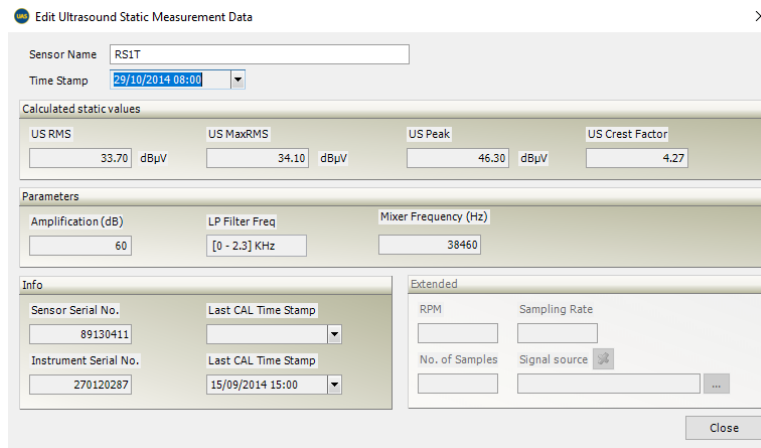 UAS Edit Ultrasound Static Measurement Data
Sensor Name RS1T
Time Stamp 29/10/2014 08:00
Calculated static values
US RMS US MaxRMS US Peak US Crest Factor
33.70 dBµV 34.10 dBµV 46.30 dBµV 4.27
Parameters
Amplification (dB) LP Filter Freq Mixer Frequency (Hz)
60 [0 - 2.3] KHz 38460
Info Extended
Sensor Serial No. Last CAL Time Stamp RPM Sampling Rate
89130411
Instrument Serial No. Last CAL Time Stamp No. of Samples Signal source
270120287 15/09/2014 15:00 ...
Close